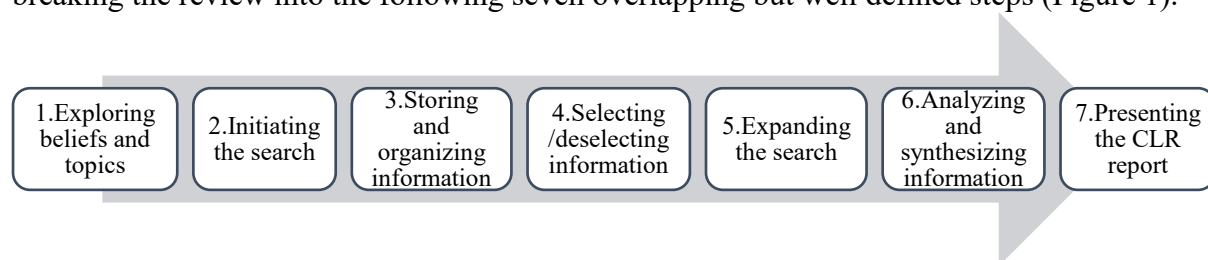 breaking the review into the following seven overlapping but well defined steps (Figure 1).
1.Exploring
beliefs and
topics
2.Initiating
the search
3.Storing
and
organizing
information
4.Selecting
/deselecting
information
5.Expanding
the search
6.Analyzing
and
synthesizing
information
7.Presenting
the CLR
report